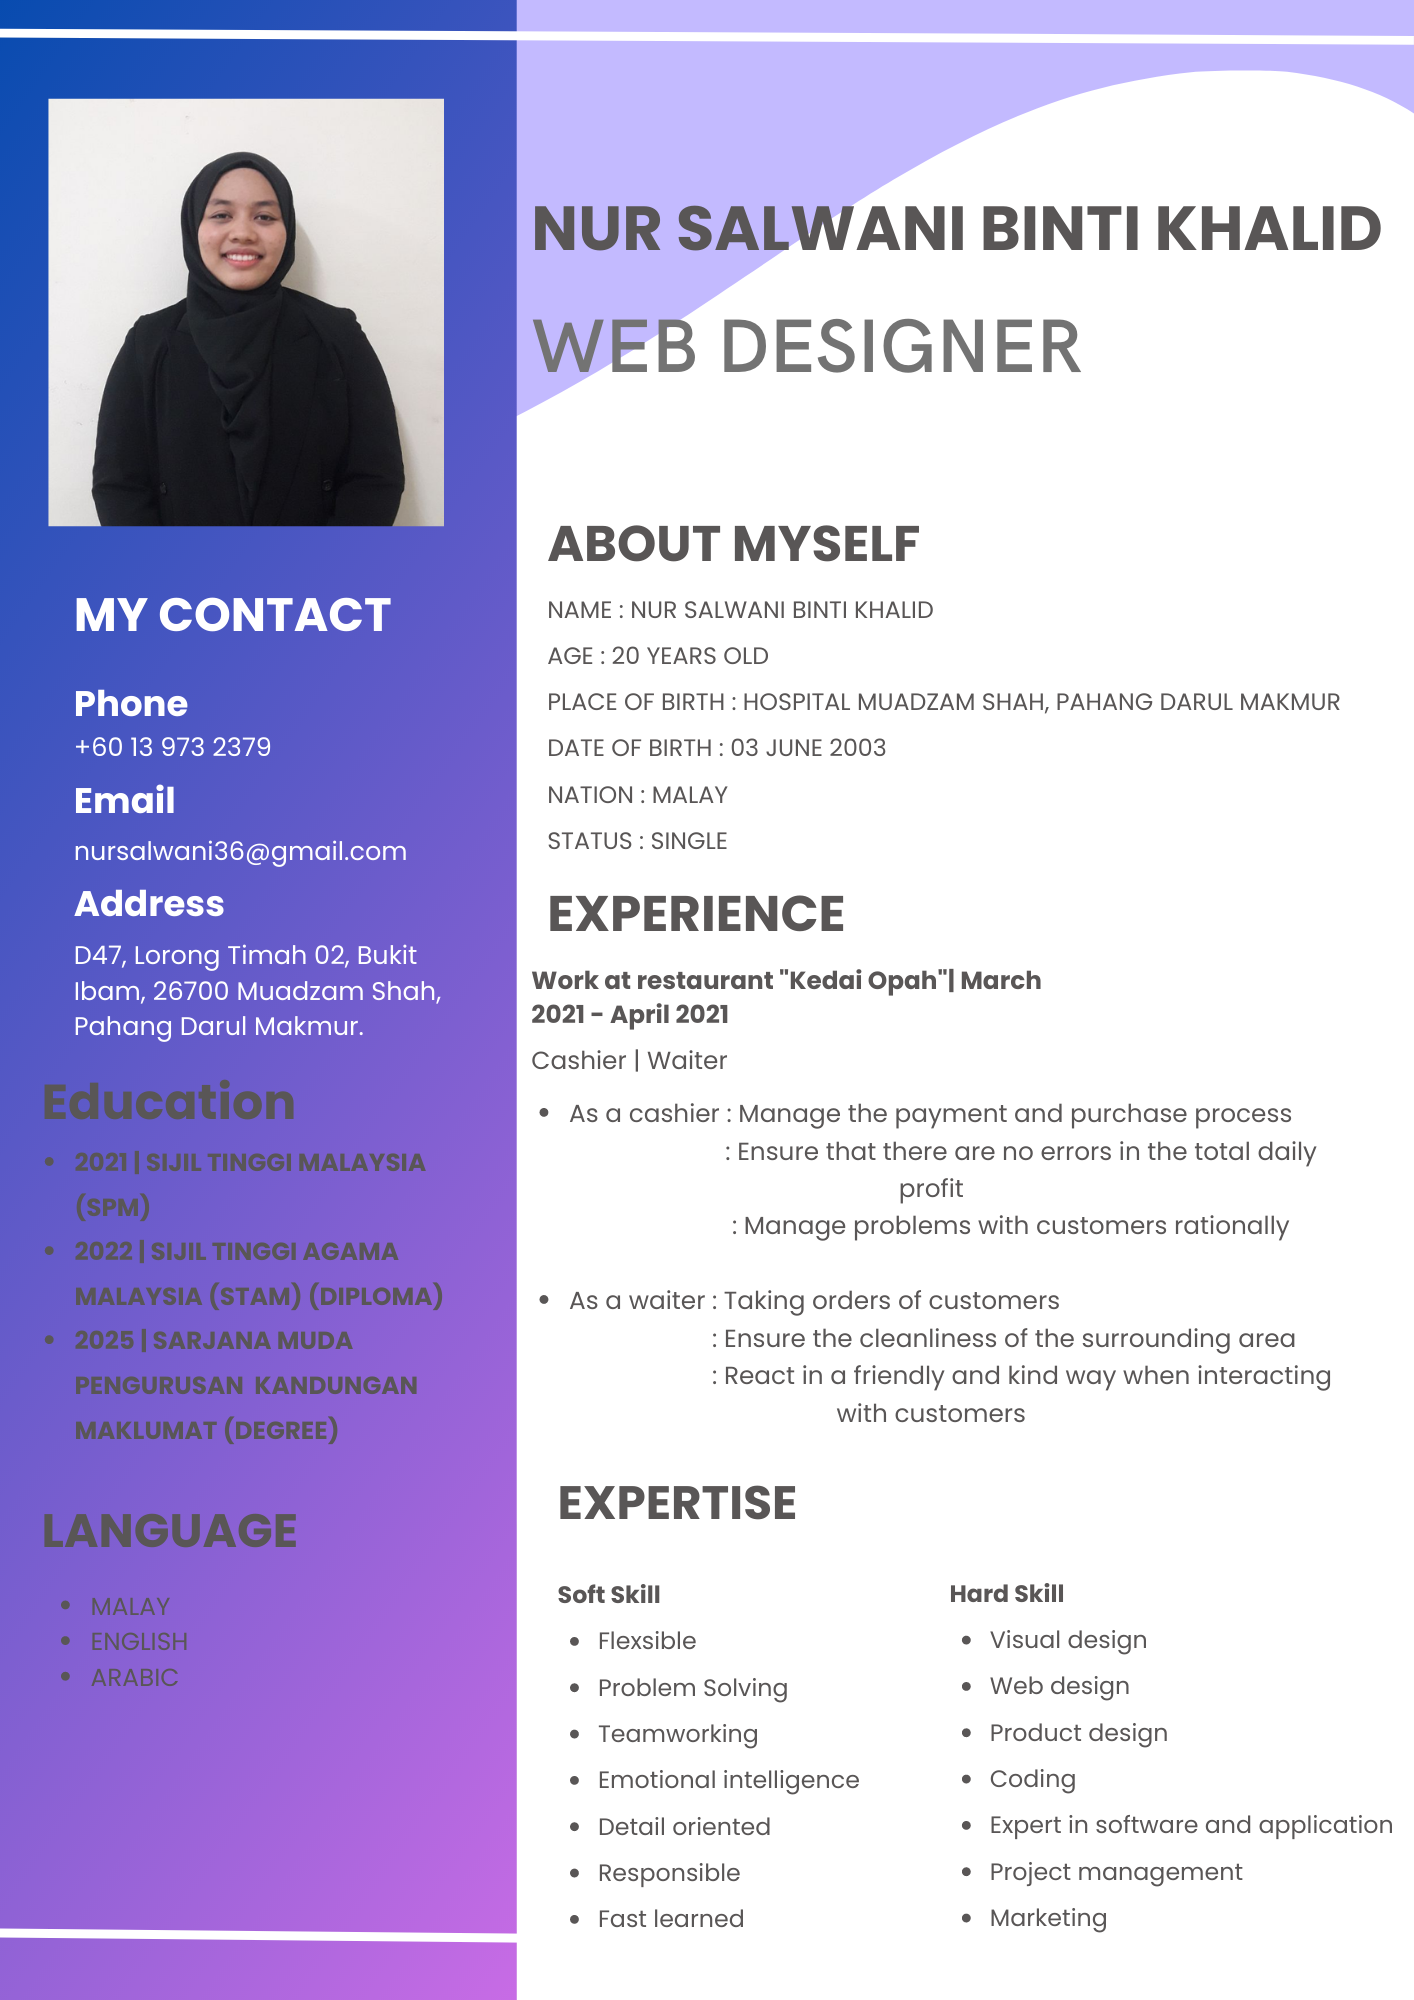 NUR SALWANI BINTI KHALID
WEB DESIGNER
MY CONTACT
Phone
+60 13 973 2379
Email
nursalwani36@gmail.com
Address
D47, Lorong Timah 02, Bukit
Ibam, 26700 Muadzam Shah,
Pahang Darul Makmur.
Education
• 2021 | SIJIL TINGGI MALAYSIA
(SPM)
• 2022 | SIJIL TINGGI AGAMA
MALAYSIA (STAM) (DIPLOMA)
• 2025 | SARJANA MUDA
PENGURUSAN KANDUNGAN
MAKLUMAT (DEGREE)
LANGUAGE
• MALAY
• ENGLISH
• ARABIC
ABOUT MYSELF
NAME : NUR SALWANI BINTI KHALID
AGE : 20 YEARS OLD
PLACE OF BIRTH : HOSPITAL MUADZAM SHAH, PAHANG DARUL MAKMUR
DATE OF BIRTH : 03 JUNE 2003
NATION : MALAY
STATUS : SINGLE
EXPERIENCE
Work at restaurant "Kedai Opah"| March
2021 - April 2021
Cashier | Waiter
• As a cashier : Manage the payment and purchase process
: Ensure that there are no errors in the total daily
profit
: Manage problems with customers rationally
• As a waiter : Taking orders of customers
: Ensure the cleanliness of the surrounding area
: React in a friendly and kind way when interacting
with customers
EXPERTISE
Soft Skill
• Flexsible
• Problem Solving
• Teamworking
• Emotional intelligence
• Detail oriented
• Responsible
• Fast learned
Hard Skill
• Visual design
• Web design
• Product design
• Coding
• Expert in software and application
• Project management
• Marketing